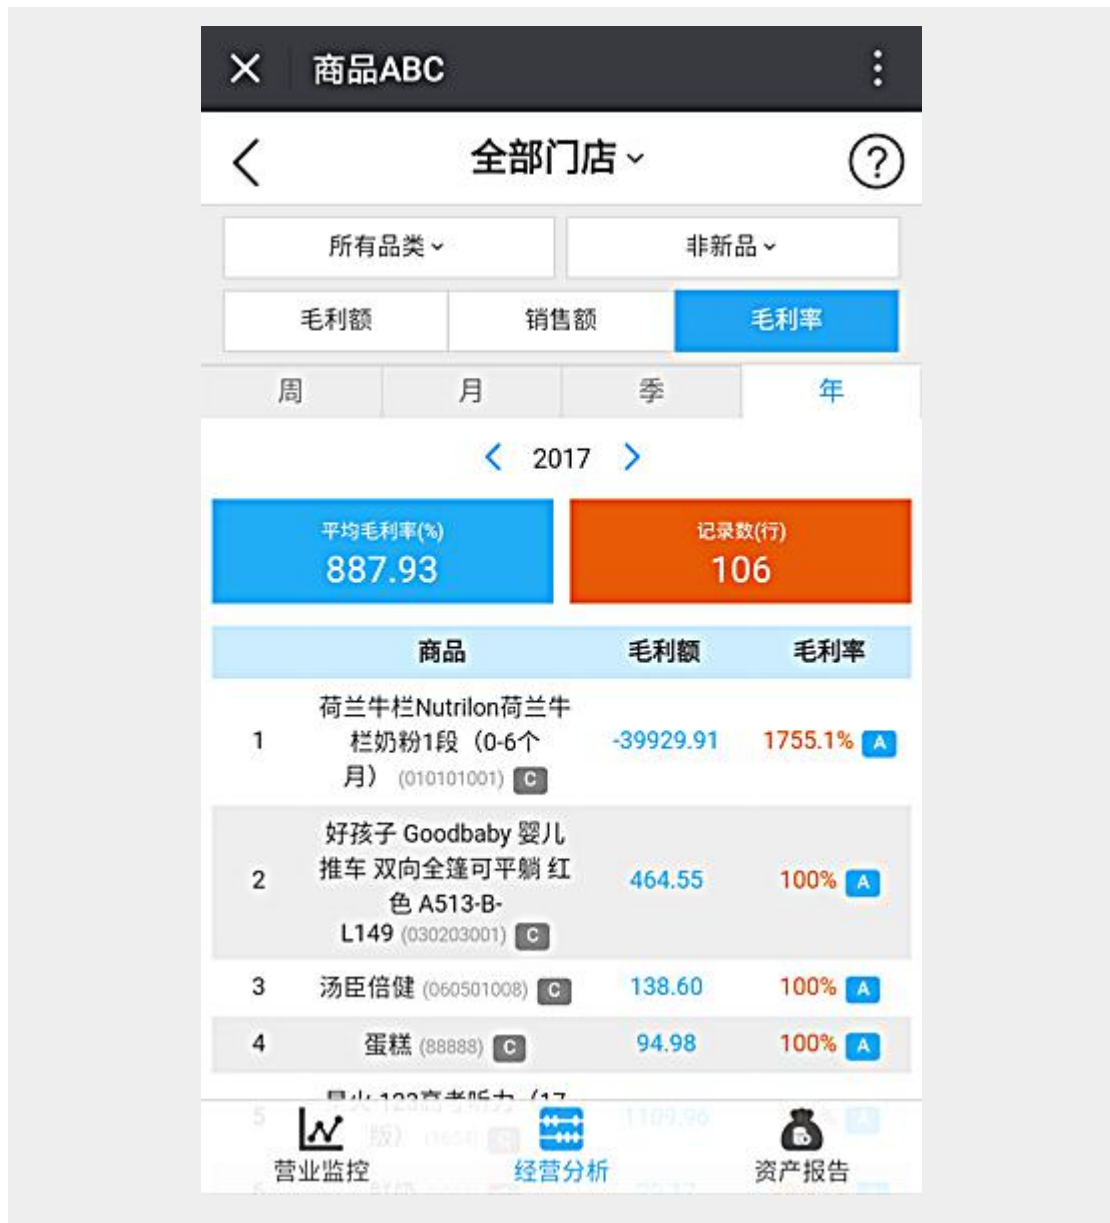 商品ABC
全部门店
所有品类 非新品
毛利额 销售额 毛利率
周 月 季 年
2017
平均毛利率(%) 记录数(行)
887.93 106
商品 毛利额 毛利率
荷兰牛栏Nutrilon荷兰牛
1 栏奶粉1段（0-6个 -39929.91 1755.1% A
月） (010101001) C
好孩子 Goodbaby 婴儿
推车 双向全篷可平躺 红
2 464.55 100% A
色 A513-B-
L149 (030203001) C
3 汤臣倍健 (060501008) C 138.60 100% A
4 蛋糕 (88888) C 94.98 100% A
5 版） 1109.96
营业监控 经营分析 资产报告